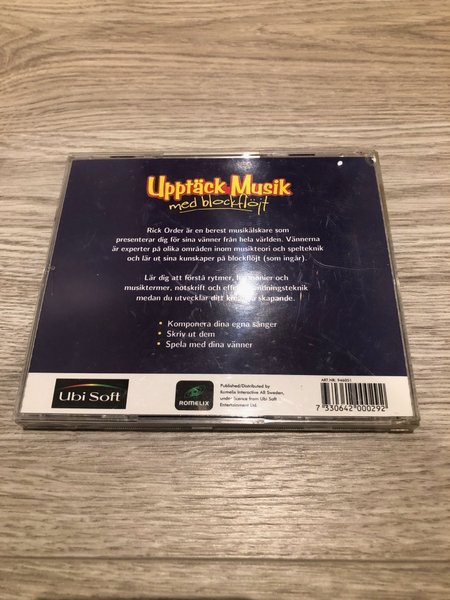 Upptäck Musik
med blockflöjt
Rick Order är en berest musikälskare som
presenterar dig för sina vänner från hela världen. Vännerna
är experter på olika områden inom musikteori och spelteknik
och lär ut sina kunskaper på blockflöjt (som ingår).
Lär dig att förstå rytmer, harmonier och
musiktermer, notskrift och
medan du utvecklar ditt skapande.
• Komponera dina egna sånger
• Skriv ut dem
• Spela med dina vänner
Ubi Soft
ROMELIX
Published/Distributed by
Romelix Interactive AB Sweden,
under licence from Ubi Soft
Entertainment Ltd.
ART.NR: 946051
7 330642 000292